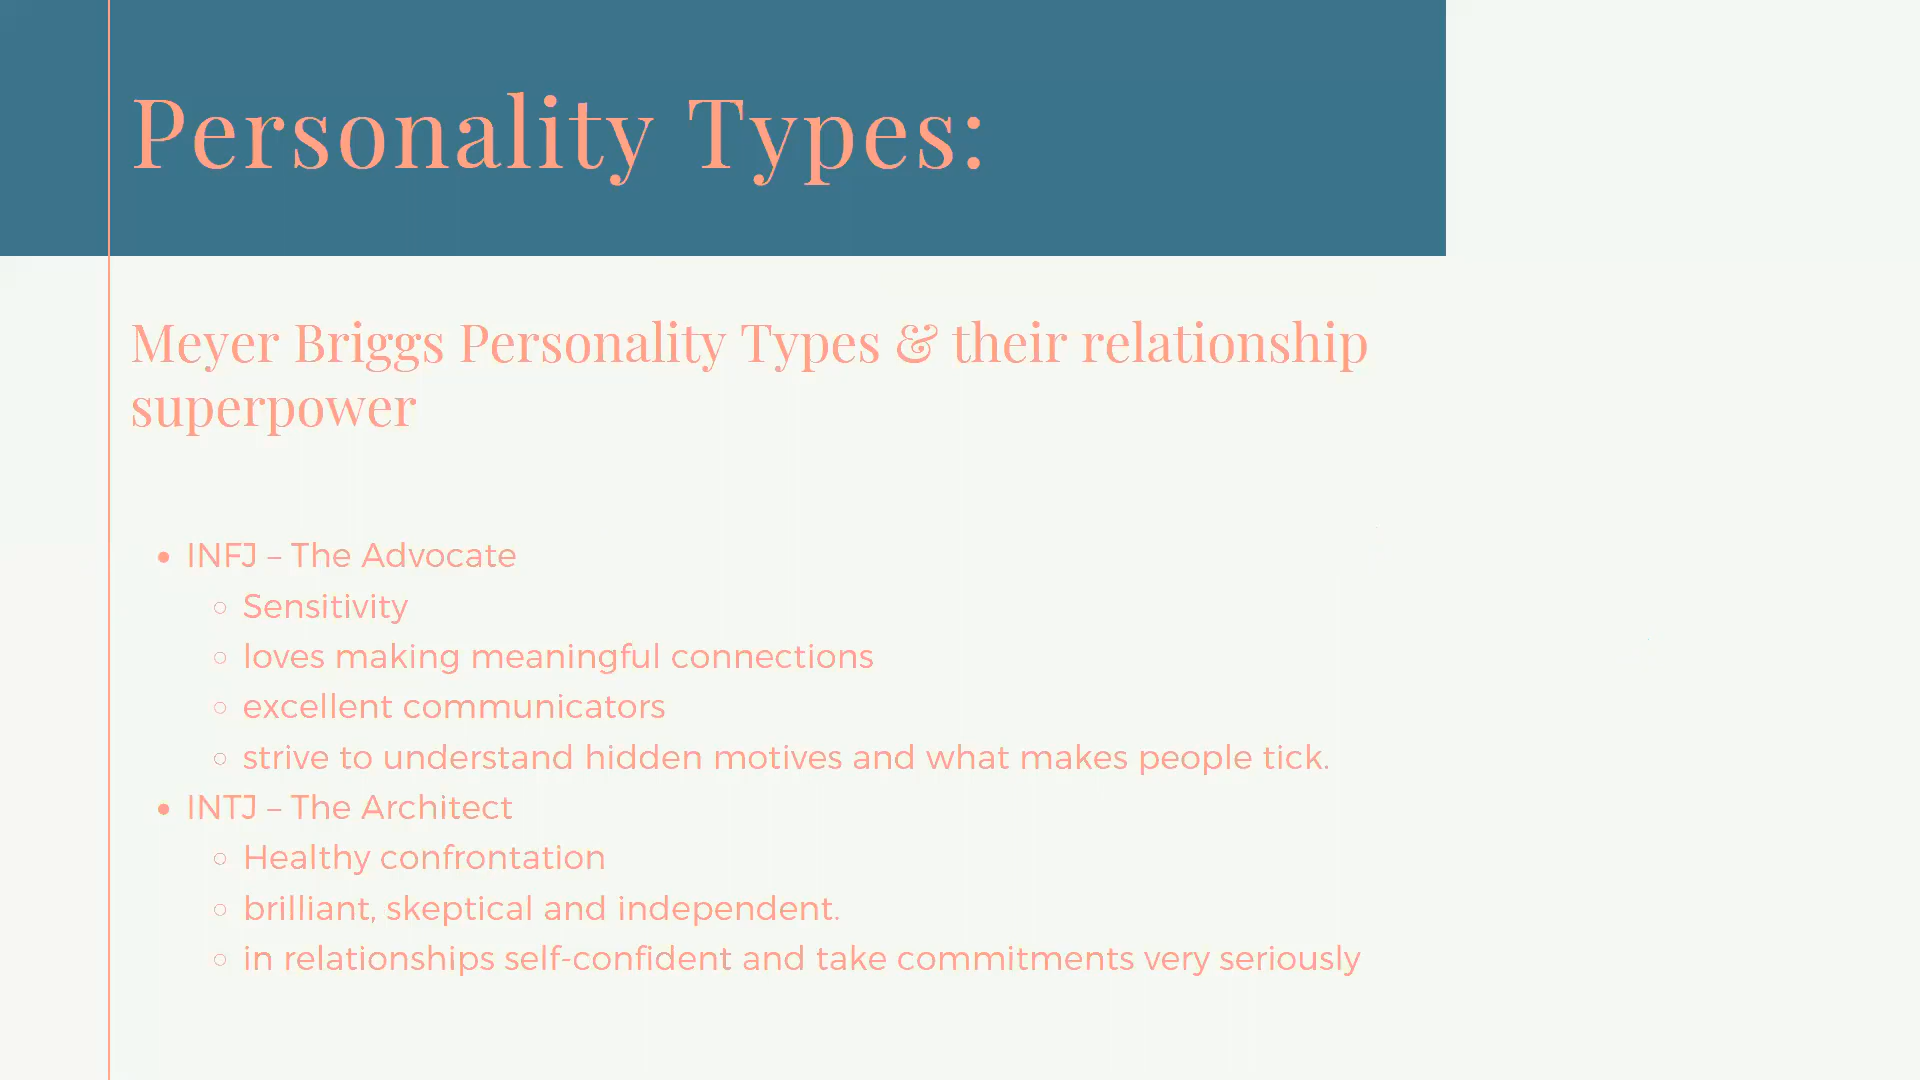 Personality Types:
Meyer Briggs Personality Types & their relationship
superpower
• INFJ – The Advocate
○ Sensitivity
○ loves making meaningful connections
○ excellent communicators
○ strive to understand hidden motives and what makes people tick.
• INTJ – The Architect
○ Healthy confrontation
○ brilliant, skeptical and independent.
○ in relationships self-confident and take commitments very seriously